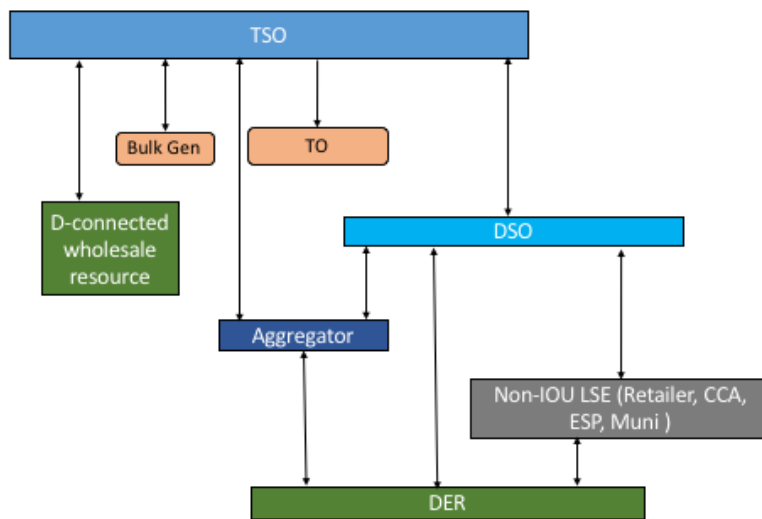 TSO
Bulk Gen
TO
D-connected
wholesale
resource
DSO
Aggregator
Non-IOU LSE (Retailer, CCA,
ESP, Muni )
DER